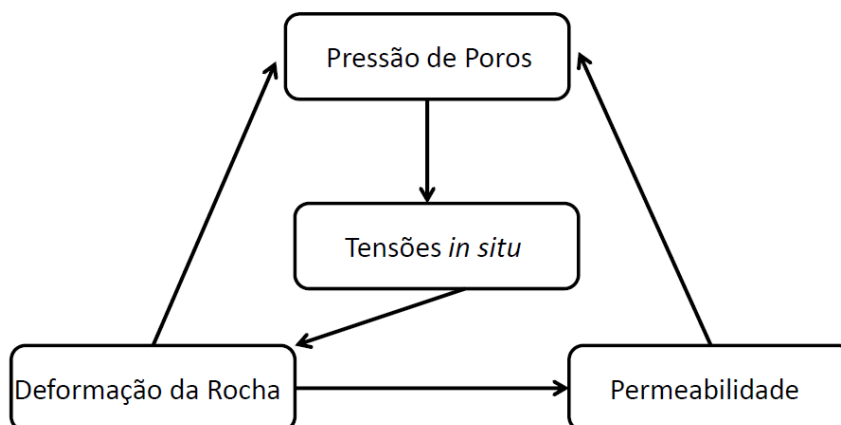 Pressão de Poros
Tensões in situ
Deformação da Rocha
Permeabilidade